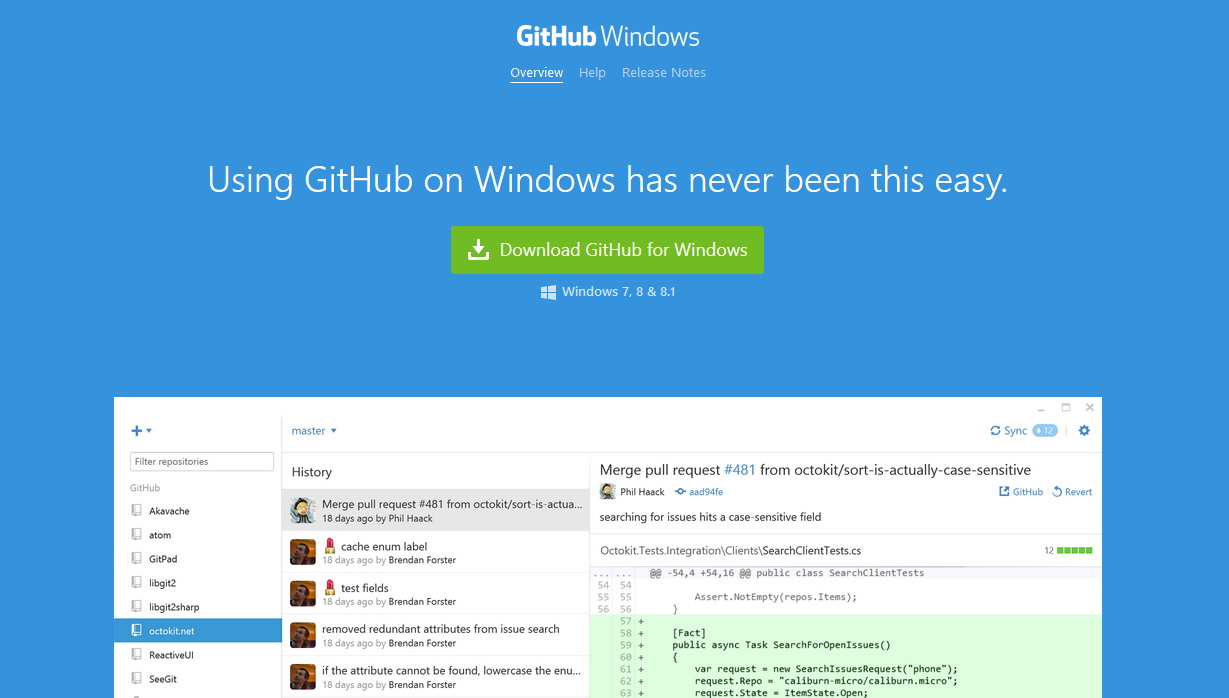 GitHub Windows
Overview Help Release Notes
Using GitHub on Windows has never been this easy.
Download GitHub for Windows
Windows 7, 8 & 8.1
master
Sync 12
Filter repositories
GitHub
Akavache
atom
GitPad
libgit2
libgit2sharp
octokit.net
ReactiveUI
SeeGit
History
Merge pull request #481 from octokit/sort-is-actua...
18 days ago by Phil Haack
cache enum label
18 days ago by Brendan Forster
test fields
18 days ago by Brendan Forster
removed redundant attributes from issue search
18 days ago by Brendan Forster
if the attribute cannot be found, lowercase the enu...
18 days ago by Brendan Forster
Merge pull request #481 from octokit/sort-is-actually-case-sensitive
Phil Haack aad94fe GitHub Revert
searching for issues hits a case-sensitive field
Octokit.Tests.Integration\Clients\SearchClientTests.cs 12
... ... @@ -54,4 +54,16 @@ public class SearchClientTests
54 54
55 55 Assert.NotEmpty(repos.Items);
56 56 }
57 +
58 + [Fact]
59 + public async Task SearchForOpenIssues()
60 + {
61 + var request = new SearchIssuesRequest("phone");
62 + request.Repo = "caliburn-micro/caliburn.micro";
63 + request.State = ItemState.Open;